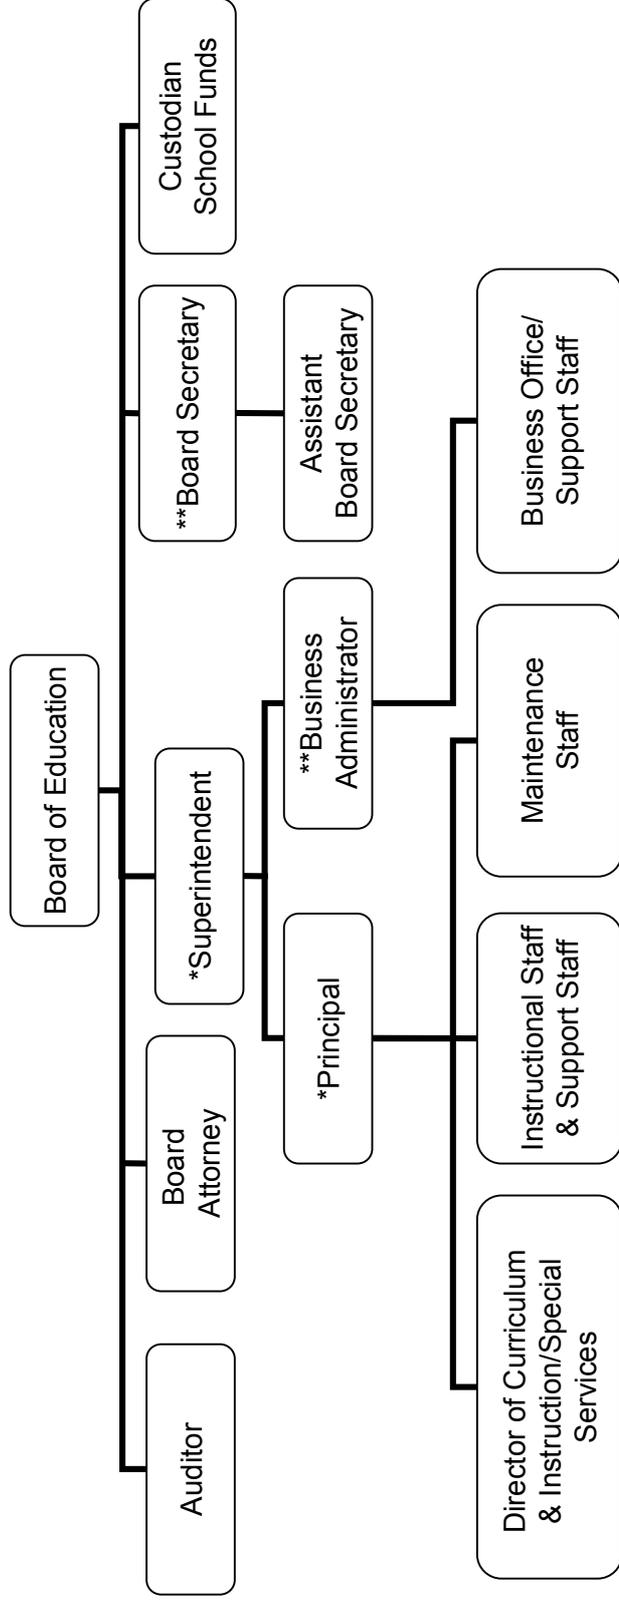 Board of Education
Auditor
Board
Attorney
*Superintendent
**Board Secretary
Custodian
School Funds
*Principal
**Business
Administrator
Assistant
Board Secretary
Director of Curriculum
& Instruction/Special
Services
Instructional Staff
& Support Staff
Maintenance
Staff
Business Office/
Support Staff